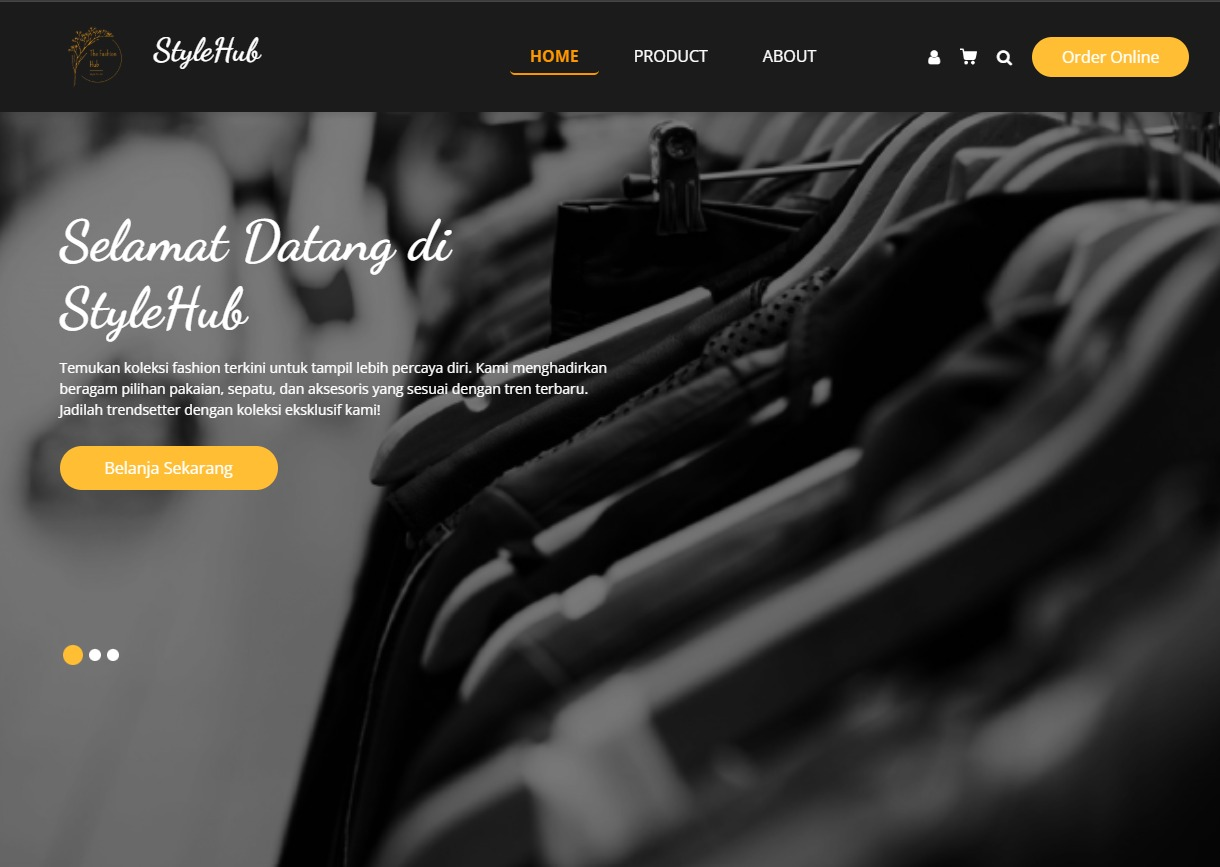 The Fashion
Hub
StyleHub
HOME
PRODUCT
ABOUT
Order Online
Selamat Datang di
StyleHub
Temukan koleksi fashion terkini untuk tampil lebih percaya diri. Kami menghadirkan
beragam pilihan pakaian, sepatu, dan aksesoris yang sesuai dengan tren terbaru.
Jadilah trendsetter dengan koleksi eksklusif kami!
Belanja Sekarang